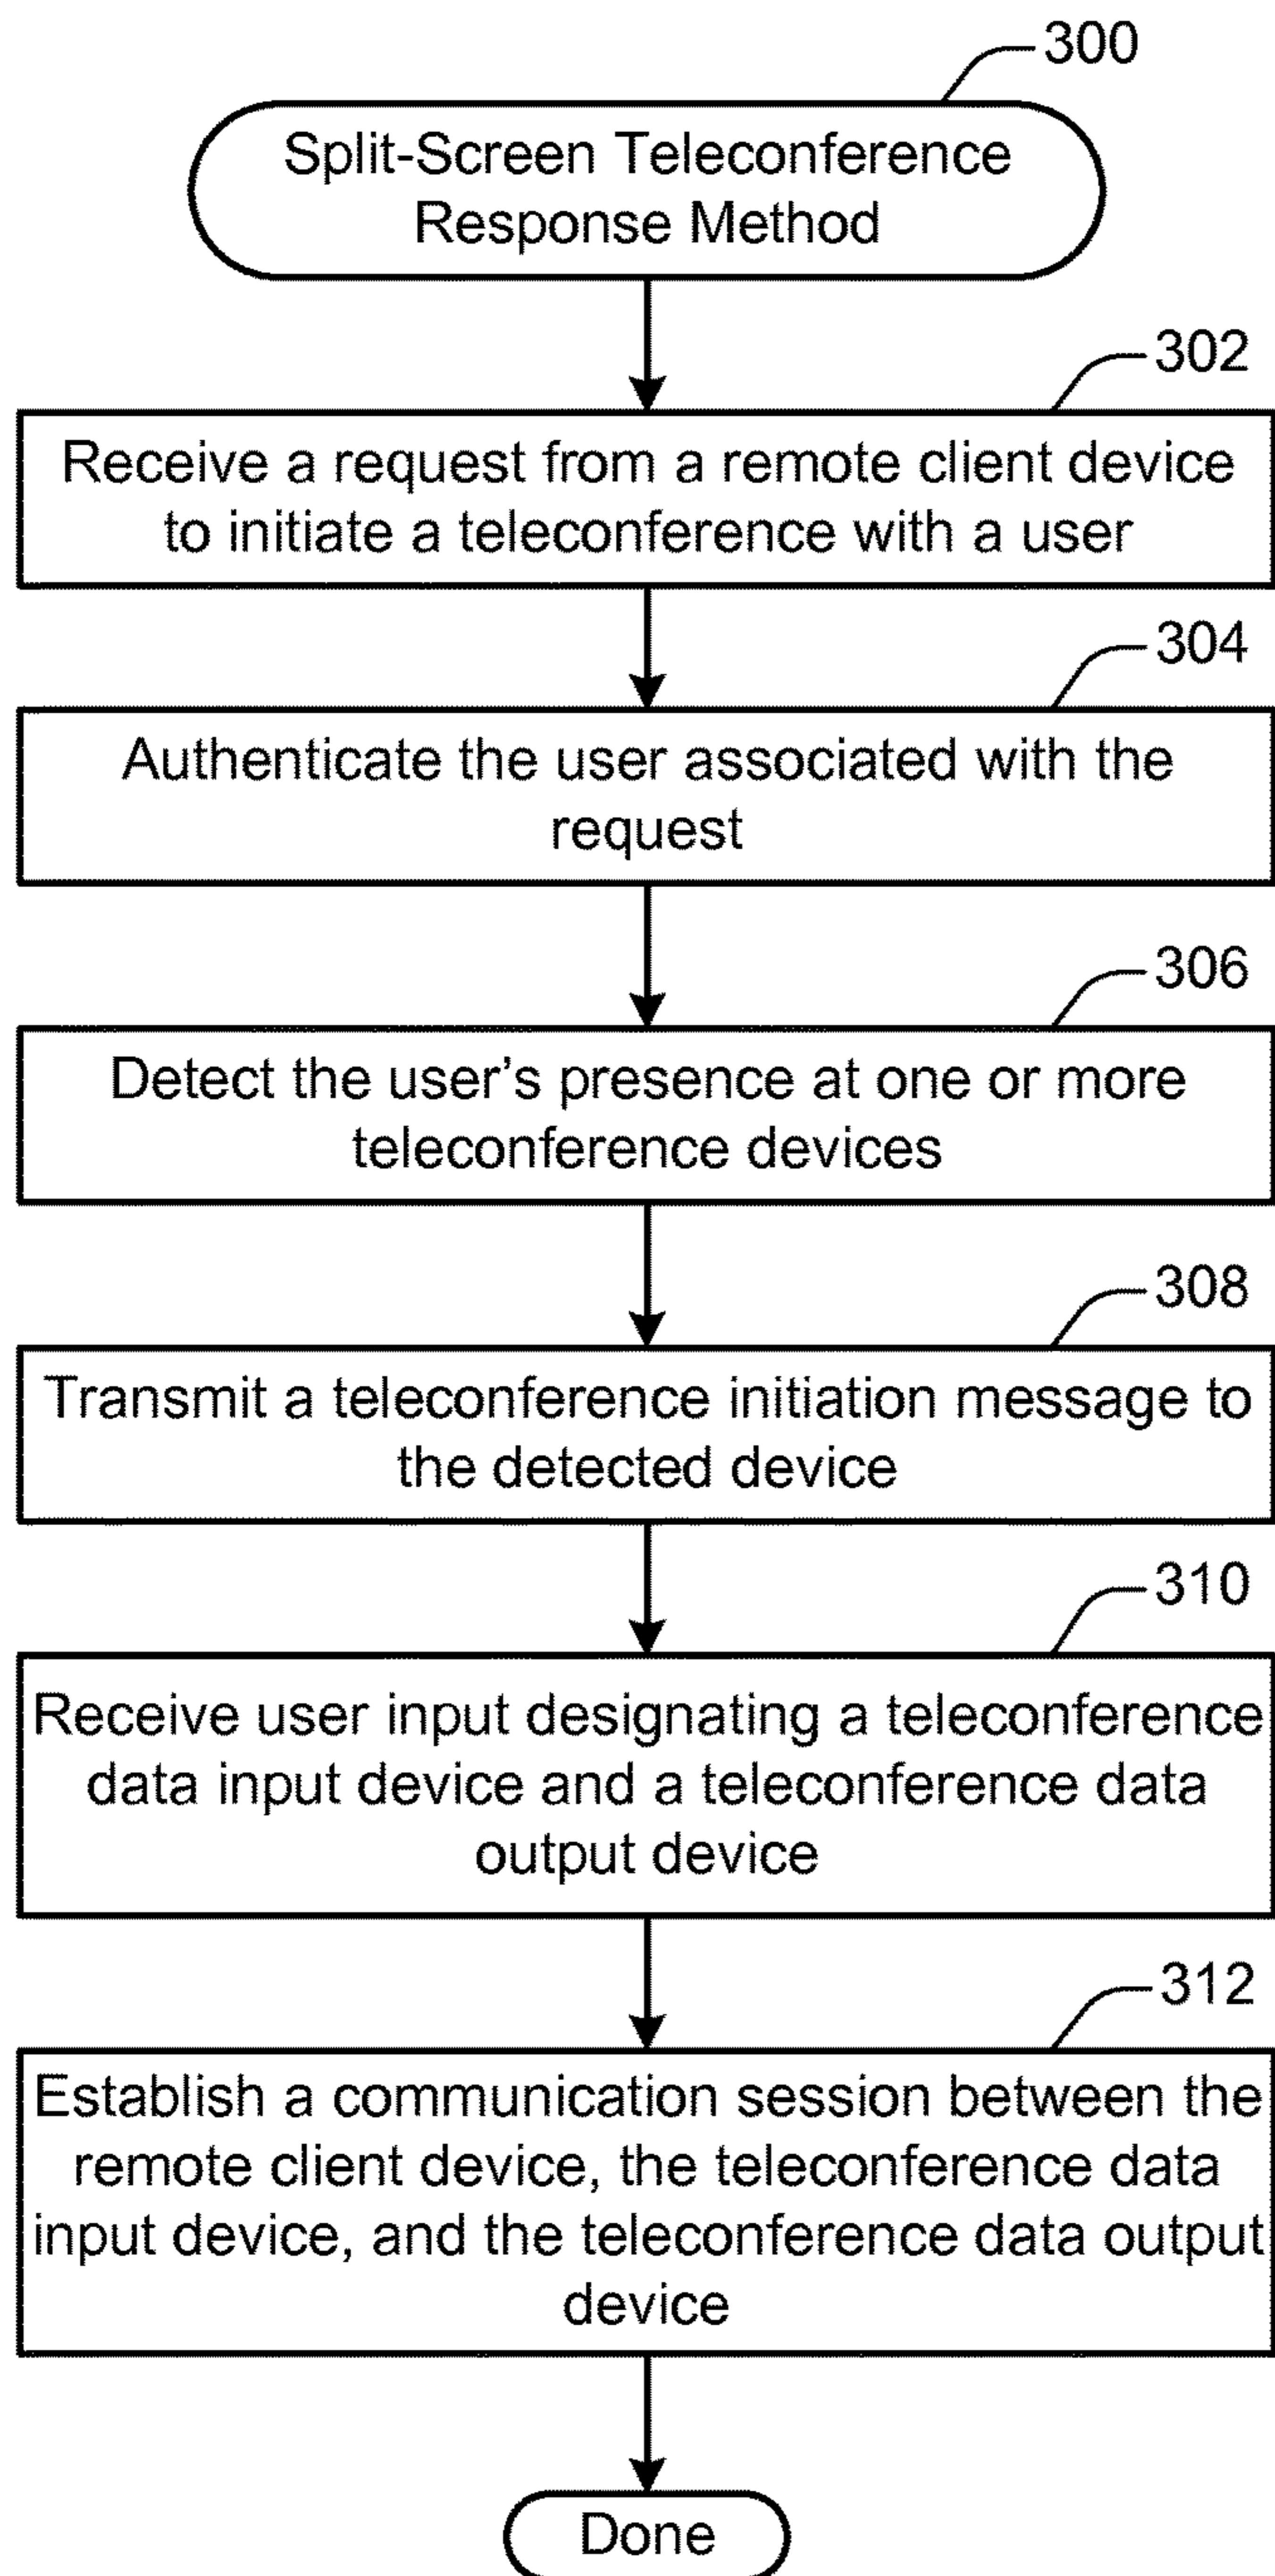 300
Split-Screen Teleconference
Response Method
302
Receive a request from a remote client device
to initiate a teleconference with a user
304
Authenticate the user associated with the
request
306
Detect the user’s presence at one or more
teleconference devices
308
Transmit a teleconference initiation message to
the detected device
310
Receive user input designating a teleconference
data input device and a teleconference data
output device
312
Establish a communication session between the
remote client device, the teleconference data
input device, and the teleconference data output
device
Done